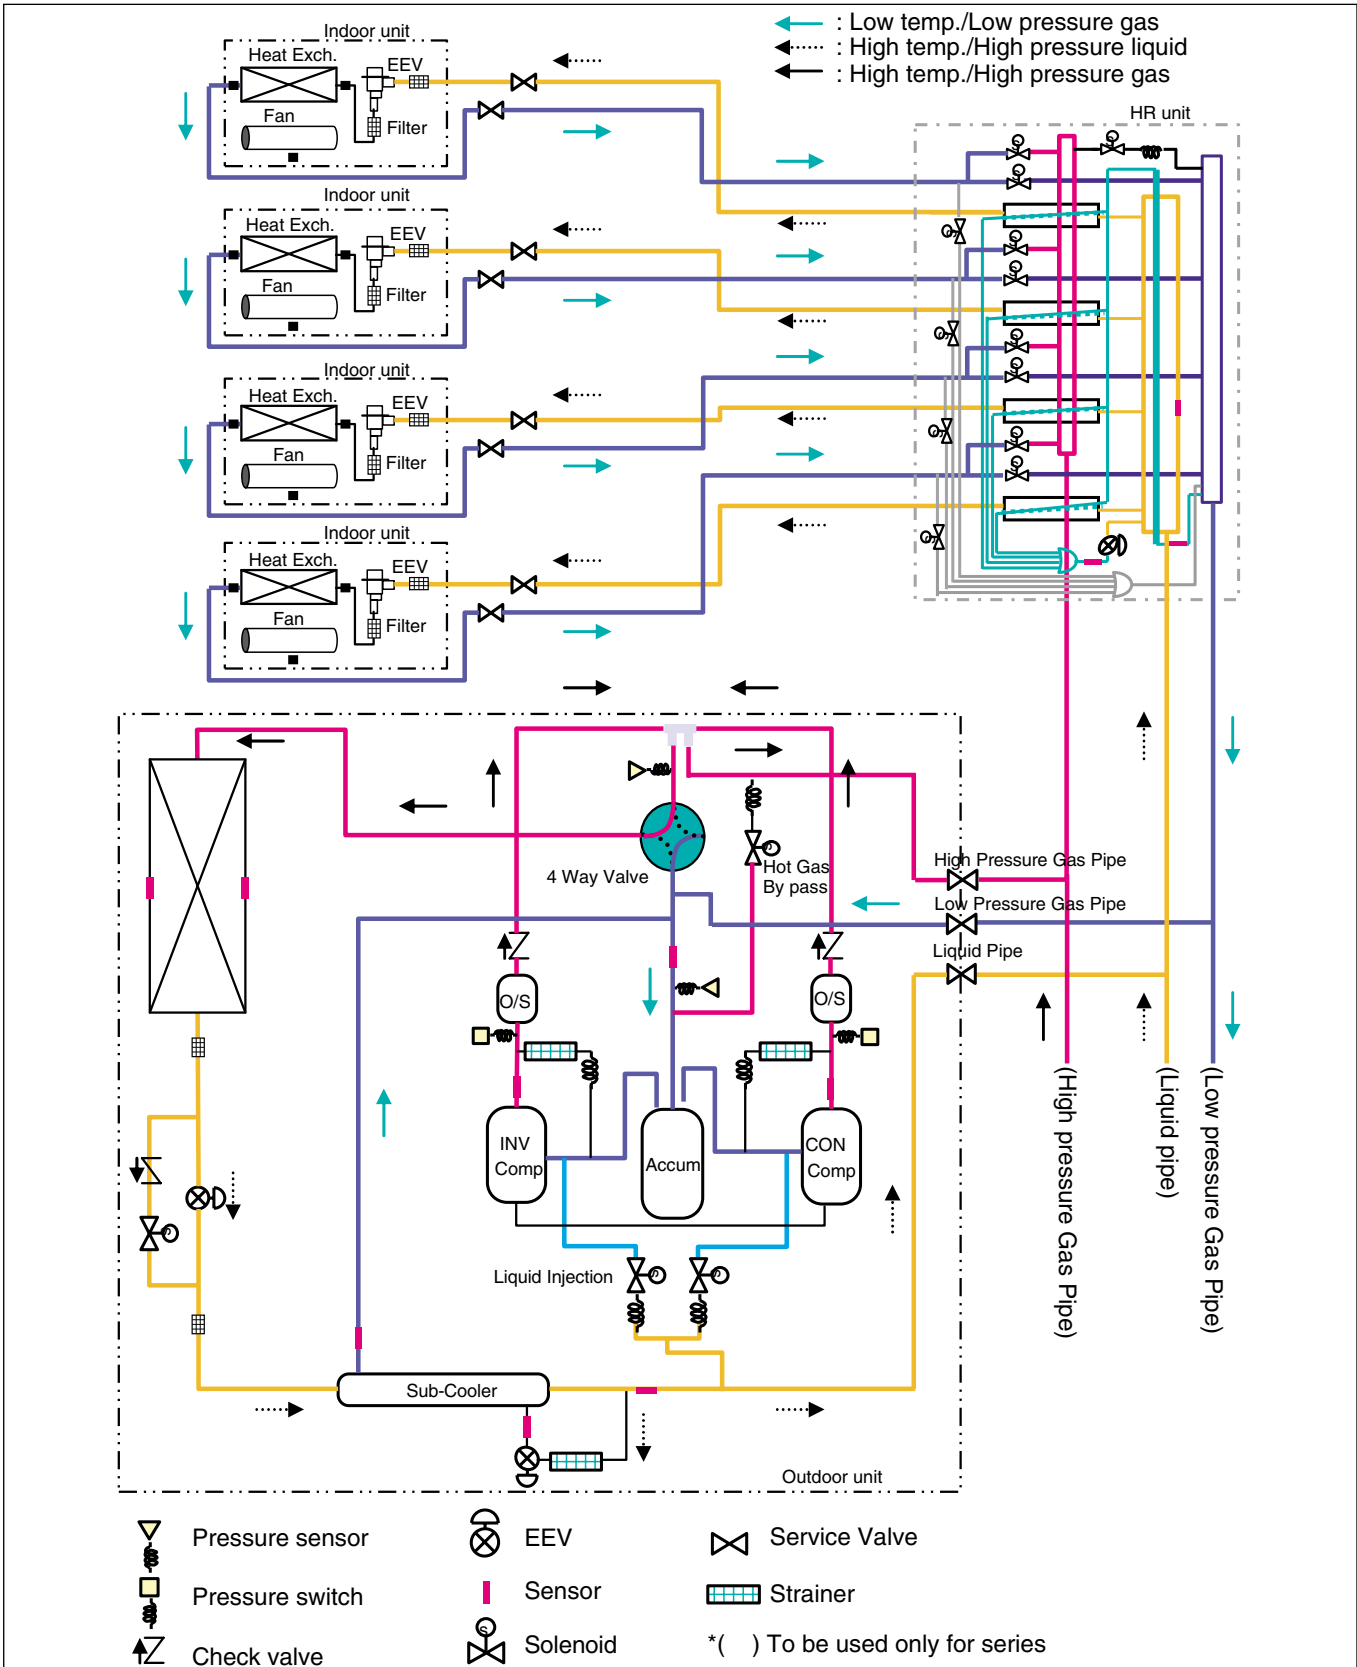 : Low temp./Low pressure gas
: High temp./High pressure liquid
: High temp./High pressure gas
Indoor unit
Heat Exch.
EEV
Fan
Filter
HR unit
Indoor unit
Heat Exch.
EEV
Fan
Filter
Indoor unit
Heat Exch.
EEV
Fan
Filter
Indoor unit
Heat Exch.
EEV
Fan
Filter
4 Way Valve
Hot Gas
By pass
High Pressure Gas Pipe
Low Pressure Gas Pipe
Liquid Pipe
O/S
O/S
INV
Comp
Accum
CON
Comp
(High pressure Gas Pipe)
(Liquid pipe)
(Low pressure Gas Pipe)
Liquid Injection
Sub-Cooler
Outdoor unit
Pressure sensor
EEV
Service Valve
Pressure switch
Sensor
Strainer
Check valve
Solenoid
*( ) To be used only for series